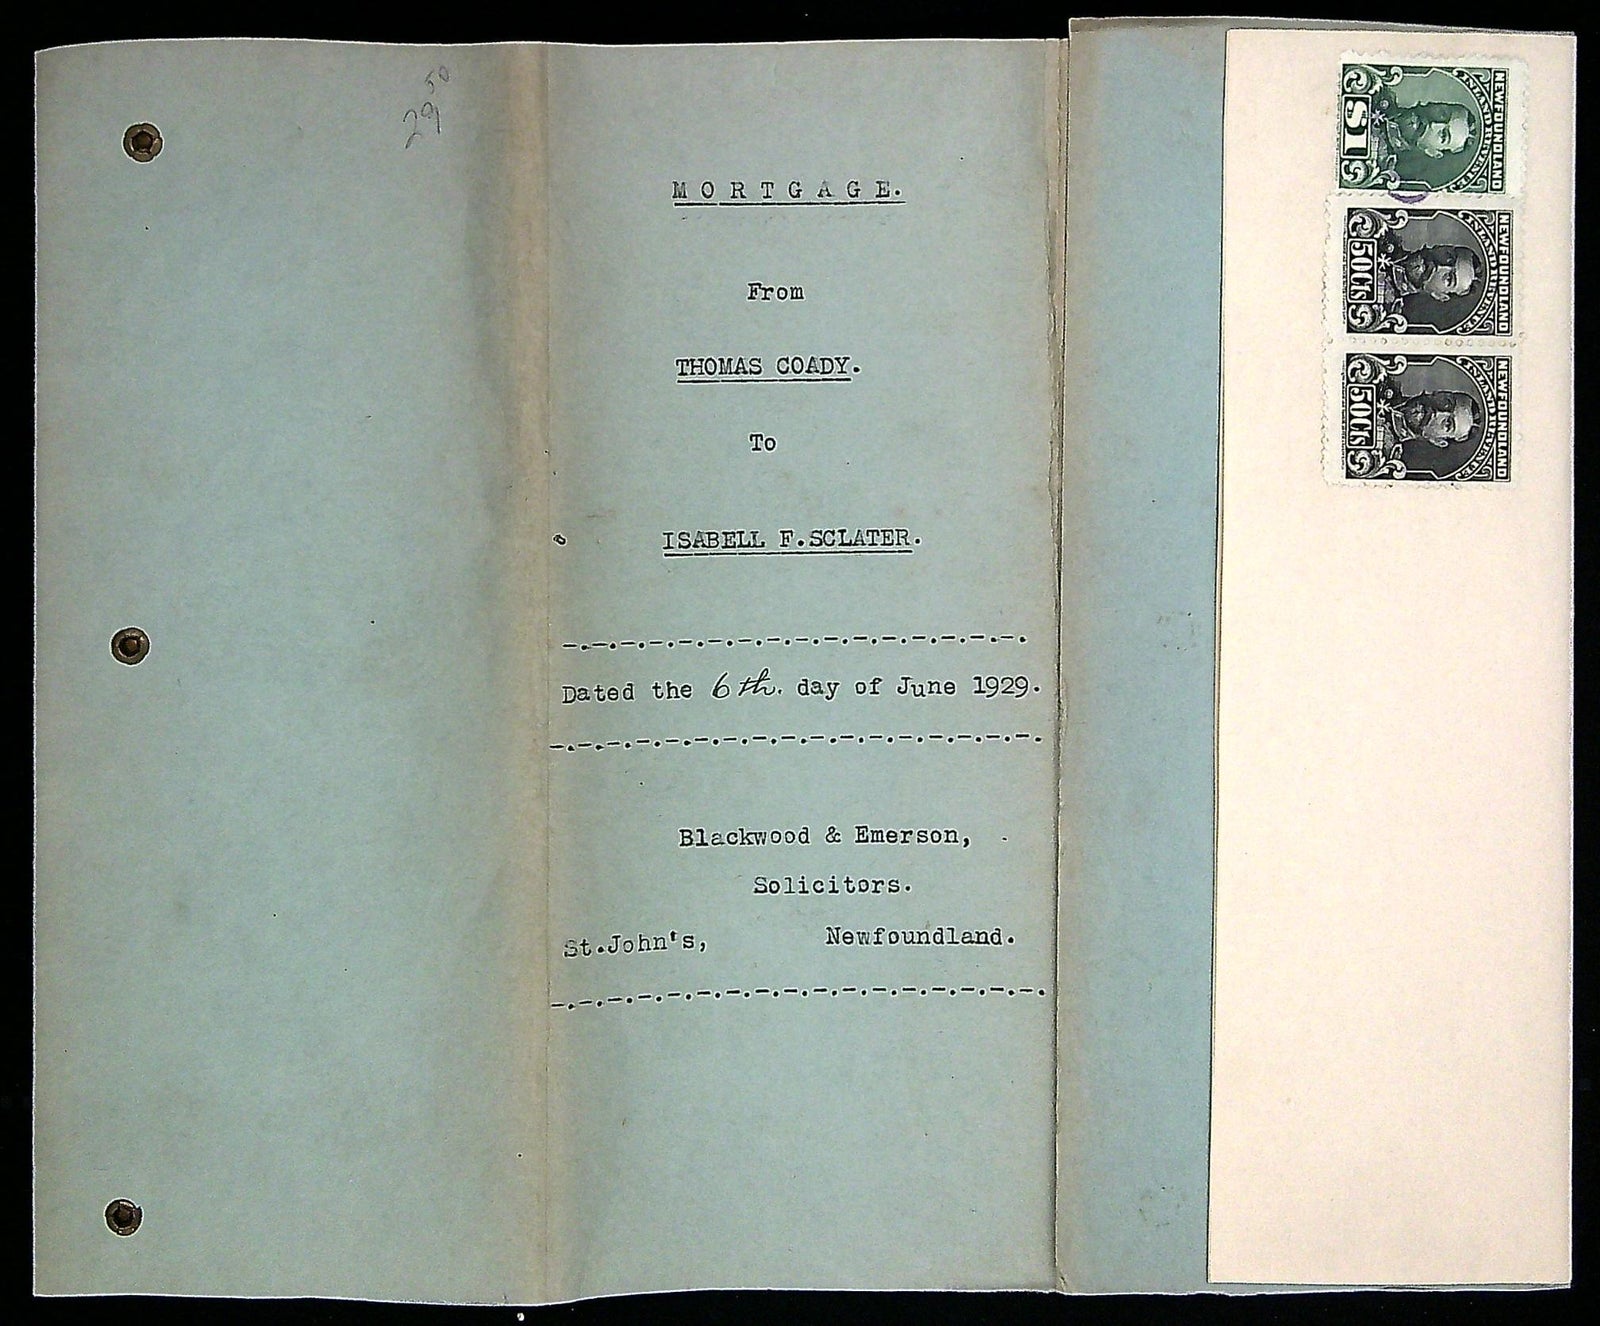 29 50
MORTGAGE.
From
THOMAS COADY.
To
ISABELL F.SCLATER.
Dated the 6th. day of June 1929.
Blackwood & Emerson,
Solicitors.
St.John's, Newfoundland.
NEWFOUNDLAND
INLAND REVENUE
$1
NEWFOUNDLAND
INLAND REVENUE
50Cts
NEWFOUNDLAND
INLAND REVENUE
50Cts